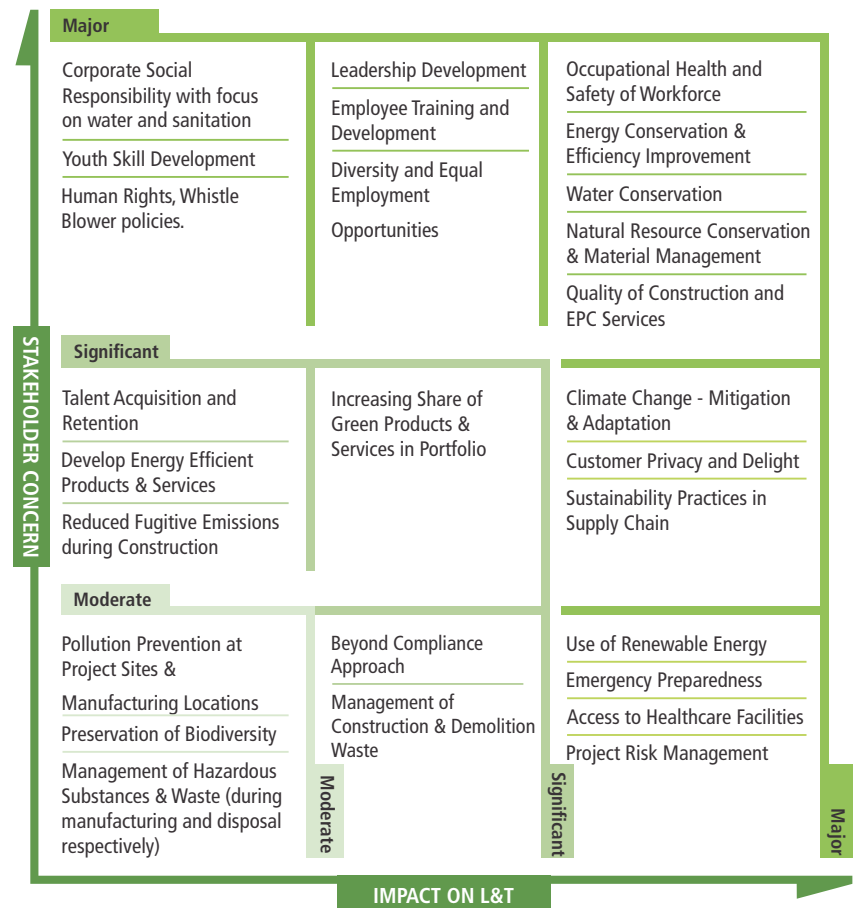 Major
Corporate Social
Responsibility with focus
on water and sanitation
Youth Skill Development
Human Rights, Whistle
Blower policies.
Leadership Development
Employee Training and
Development
Diversity and Equal
Employment
Opportunities
Occupational Health and
Safety of Workforce
Energy Conservation &
Efficiency Improvement
Water Conservation
Natural Resource Conservation
& Material Management
Quality of Construction and
EPC Services
STAKEHOLDER CONCERN
Significant
Talent Acquisition and
Retention
Develop Energy Efficient
Products & Services
Reduced Fugitive Emissions
during Construction
Increasing Share of
Green Products &
Services in Portfolio
Climate Change - Mitigation
& Adaptation
Customer Privacy and Delight
Sustainability Practices in
Supply Chain
Moderate
Pollution Prevention at
Project Sites &
Manufacturing Locations
Preservation of Biodiversity
Management of Hazardous
Substances & Waste (during
manufacturing and disposal
respectively)
Moderate
Beyond Compliance
Approach
Management of
Construction & Demolition
Waste
Significant
Use of Renewable Energy
Emergency Preparedness
Access to Healthcare Facilities
Project Risk Management
Major
IMPACT ON L&T